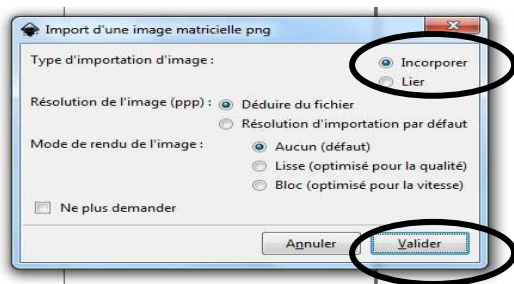 Import d'une image matricielle png
Type d'importation d'image :
Incorporer
Lier
Résolution de l'image (ppp) : Déduire du fichier
Résolution d'importation par défaut
Mode de rendu de l'image : Aucun (défaut)
Lisse (optimisé pour la qualité)
Bloc (optimisé pour la vitesse)
Ne plus demander
Annuler Valider